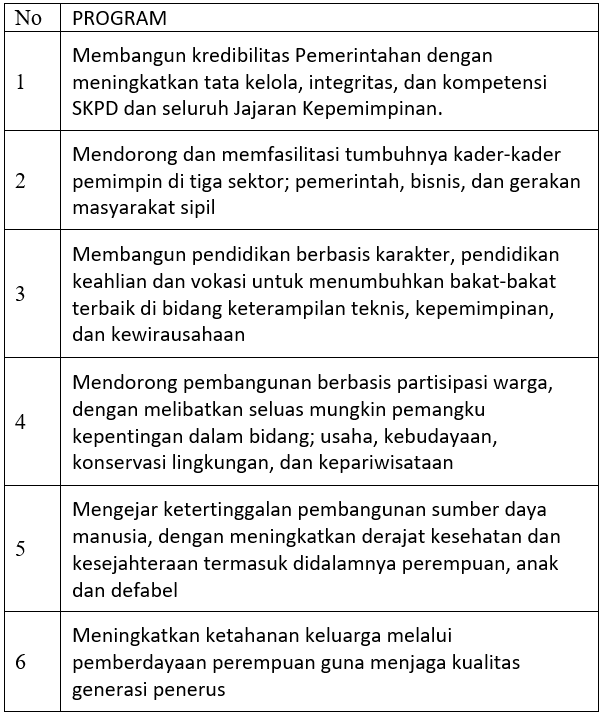 No PROGRAM
1 Membangun kredibilitas Pemerintahan dengan
meningkatkan tata kelola, integritas, dan kompetensi
SKPD dan seluruh Jajaran Kepemimpinan.
2 Mendorong dan memfasilitasi tumbuhnya kader-kader
pemimpin di tiga sektor; pemerintah, bisnis, dan gerakan
masyarakat sipil
3 Membangun pendidikan berbasis karakter, pendidikan
keahlian dan vokasi untuk menumbuhkan bakat-bakat
terbaik di bidang keterampilan teknis, kepemimpinan,
dan kewirausahaan
4 Mendorong pembangunan berbasis partisipasi warga,
dengan melibatkan seluas mungkin pemangku
kepentingan dalam bidang; usaha, kebudayaan,
konservasi lingkungan, dan kepariwisataan
5 Mengejar ketertinggalan pembangunan sumber daya
manusia, dengan meningkatkan derajat kesehatan dan
kesejahteraan termasuk didalamnya perempuan, anak
dan defabel
6 Meningkatkan ketahanan keluarga melalui
pemberdayaan perempuan guna menjaga kualitas
generasi penerus